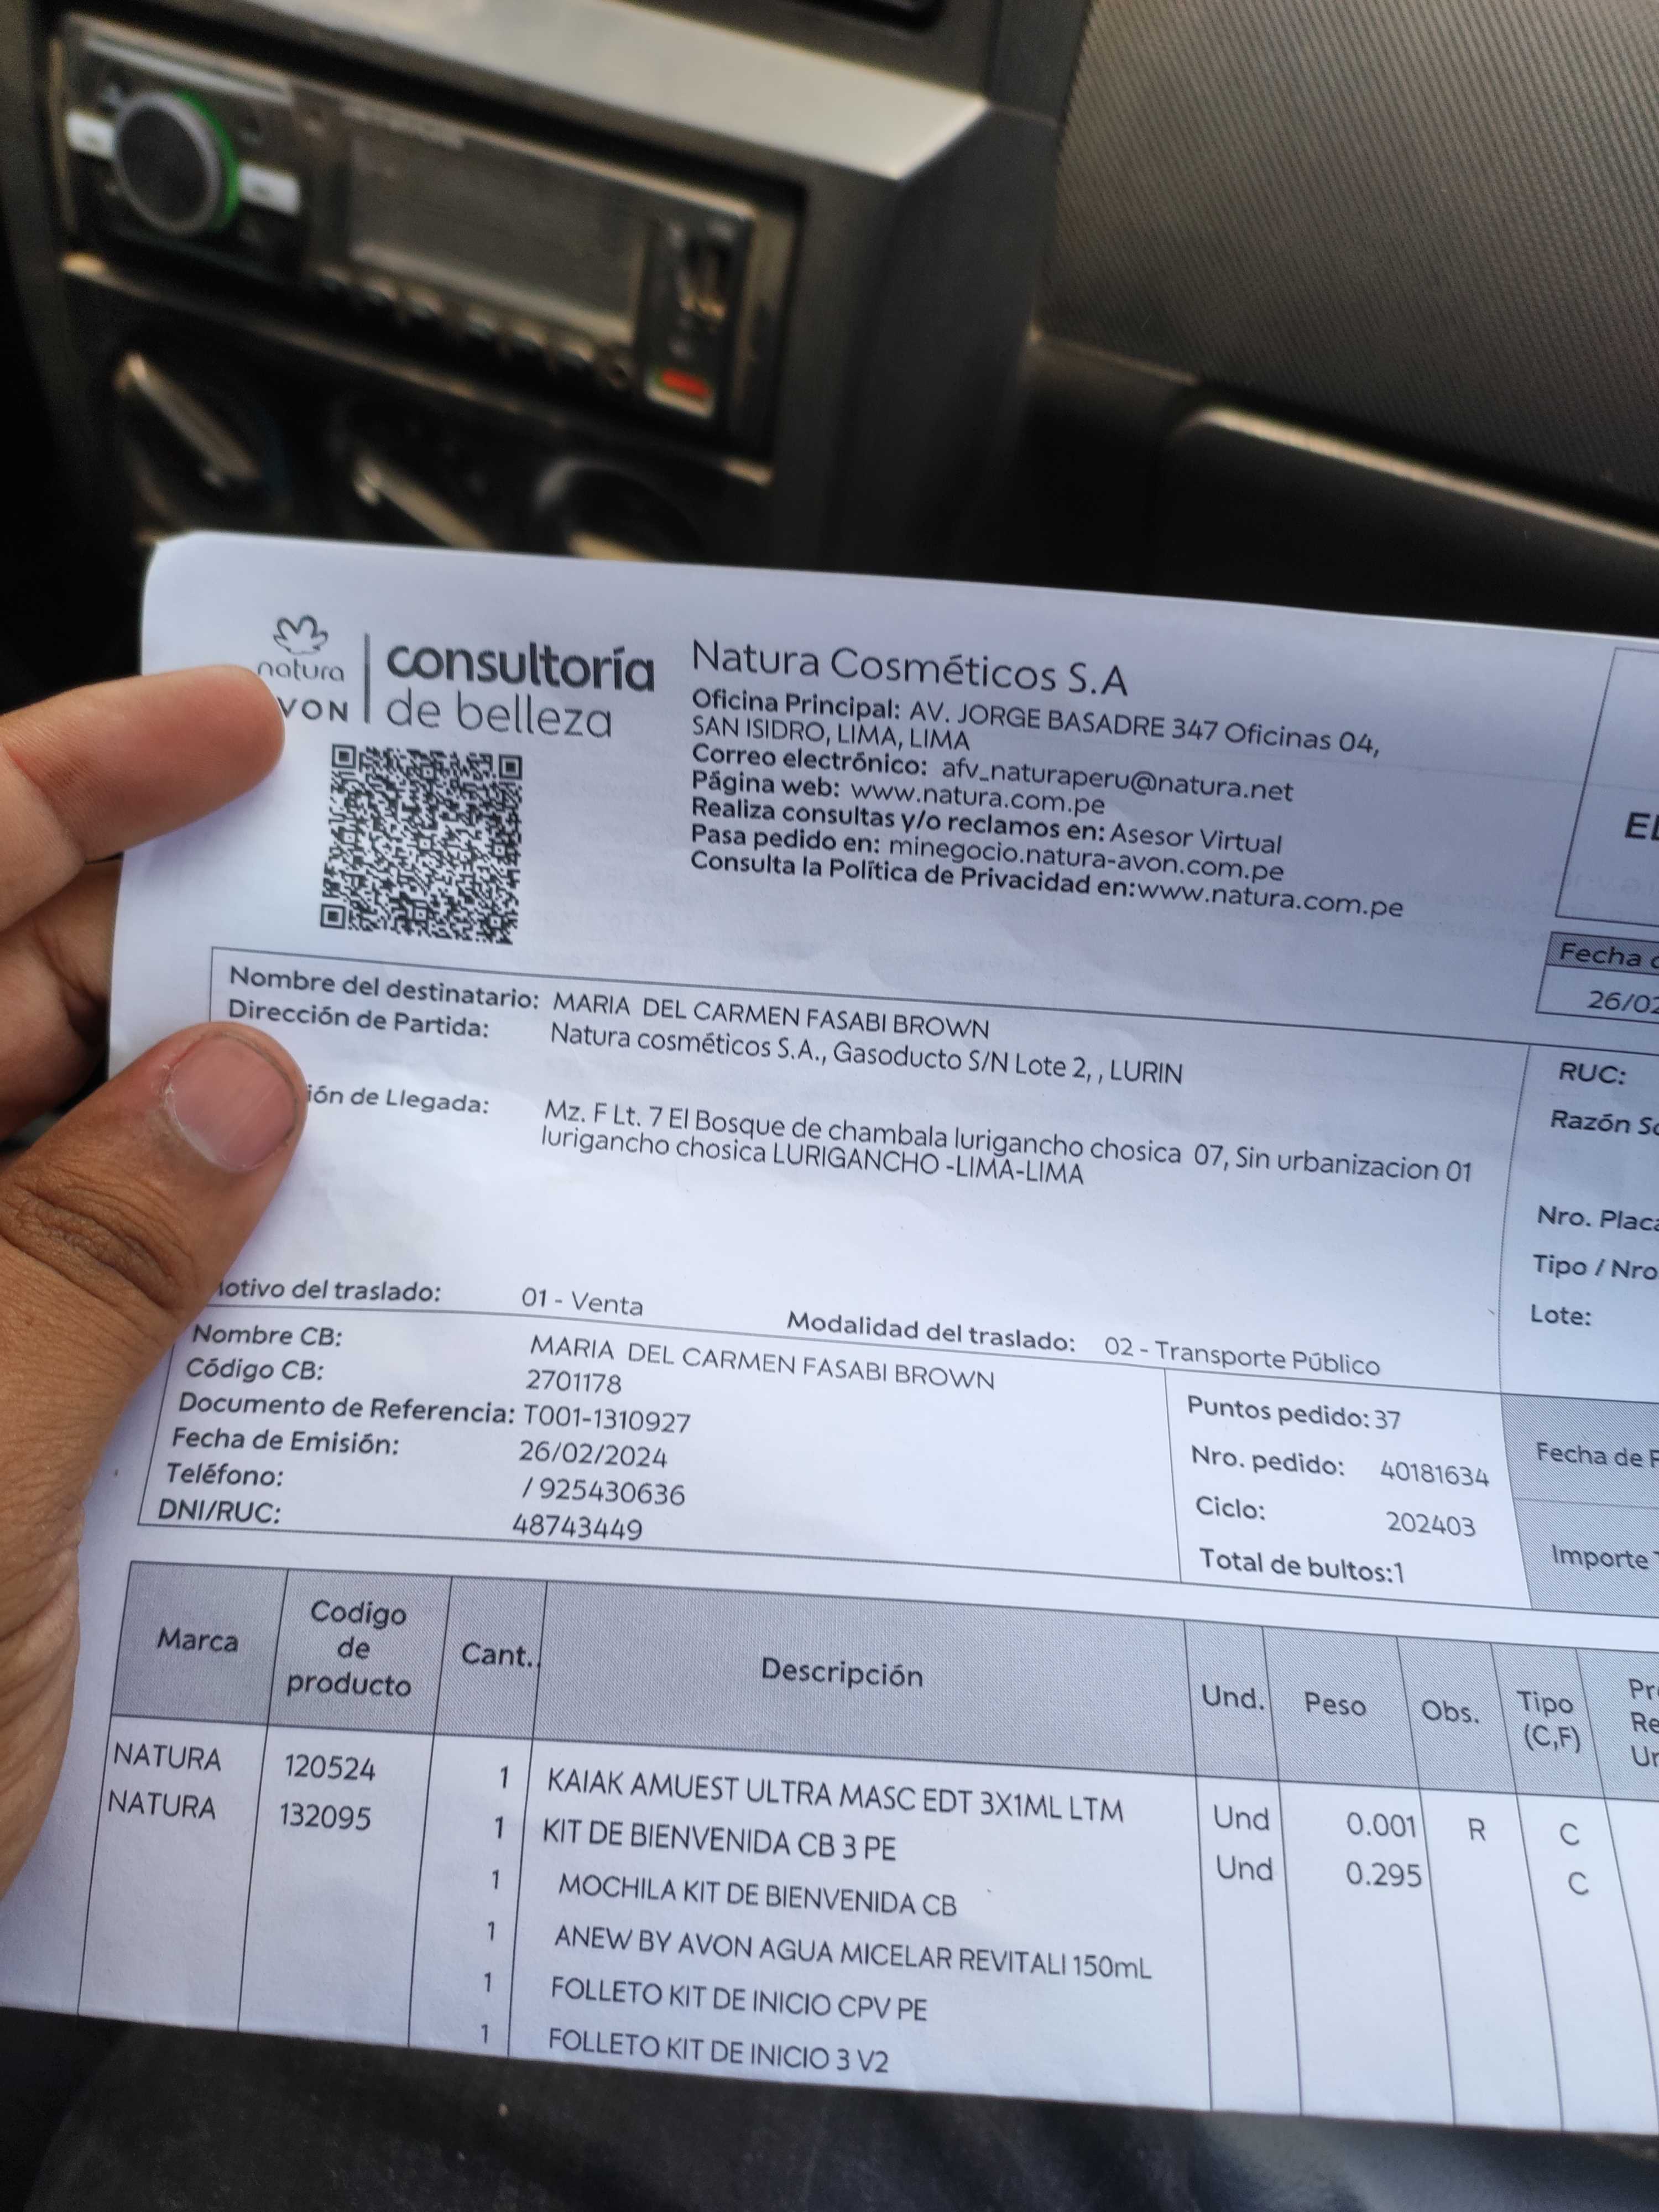 natura
VON
consultoría
de belleza
Natura Cosméticos S.A
Oficina Principal: AV. JORGE BASADRE 347 Oficinas 04,
SAN ISIDRO, LIMA, LIMA
Correo electrónico: afv_naturaperu@natura.net
Página web: www.natura.com.pe
Realiza consultas y/o reclamos en: Asesor Virtual
Pasa pedido en: minegocio.natura-avon.com.pe
Consulta la Política de Privacidad en:www.natura.com.pe
Fecha
26/02
Nombre del destinatario: MARIA DEL CARMEN FASABI BROWN
Dirección de Partida: Natura cosméticos S.A., Gasoducto S/N Lote 2, , LURIN
ión de Llegada: Mz. F Lt. 7 El Bosque de chambala lurigancho chosica 07, Sin urbanizacion 01
lurigancho chosica LURIGANCHO -LIMA-LIMA
RUC:
Razón So
Nro. Placa
Tipo / Nro
Lote:
otivo del traslado: 01 - Venta Modalidad del traslado: 02 - Transporte Público
Nombre CB: MARIA DEL CARMEN FASABI BROWN
Código CB: 2701178
Documento de Referencia: T001-1310927
Fecha de Emisión: 26/02/2024
Teléfono: / 925430636
DNI/RUC: 48743449
Puntos pedido: 37
Nro. pedido: 40181634
Ciclo: 202403
Total de bultos:1
Fecha de
Importe
Marca Codigo de producto Cant. Descripción Und. Peso Obs. Tipo (C,F)
NATURA 120524 1 KAIAK AMUEST ULTRA MASC EDT 3X1ML LTM Und 0.001 R C
NATURA 132095 1 KIT DE BIENVENIDA CB 3 PE Und 0.295 C
1 MOCHILA KIT DE BIENVENIDA CB
1 ANEW BY AVON AGUA MICELAR REVITALI 150mL
1 FOLLETO KIT DE INICIO CPV PE
1 FOLLETO KIT DE INICIO 3 V2